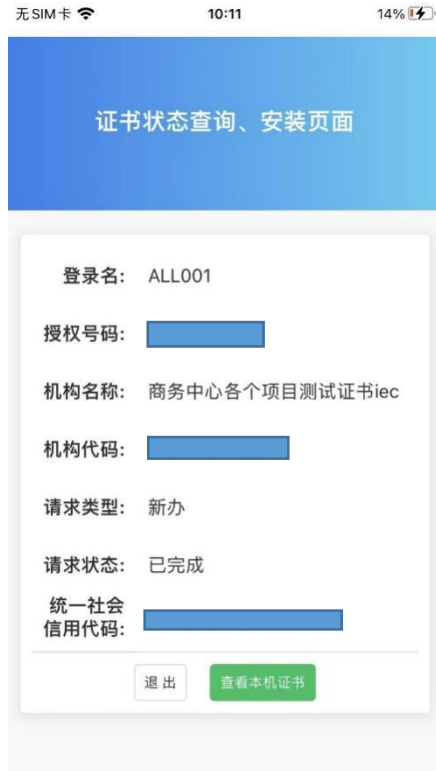 无SIM卡 10:11 14%
证书状态查询、安装页面
登录名: ALL001
授权号码:
机构名称: 商务中心各个项目测试证书iec
机构代码:
请求类型: 新办
请求状态: 已完成
统一社会
信用代码:
退出 查看本机证书